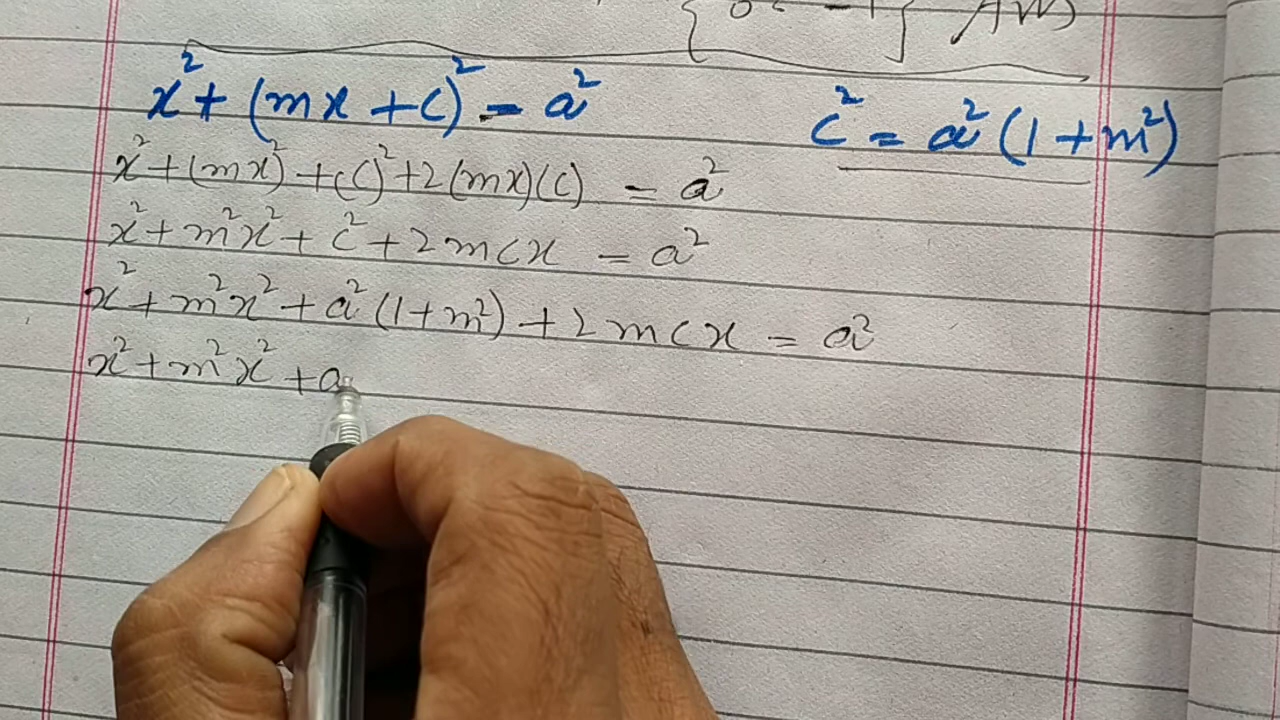 x² + (mx + c)² = a²
c² = a²(1 + m²)
x² + (mx)² + (c)² + 2(mx)(c) = a²
x² + m²x² + c² + 2mcx = a²
x² + m²x² + a²(1 + m²) + 2mcx = a²
x² + m²x² + a